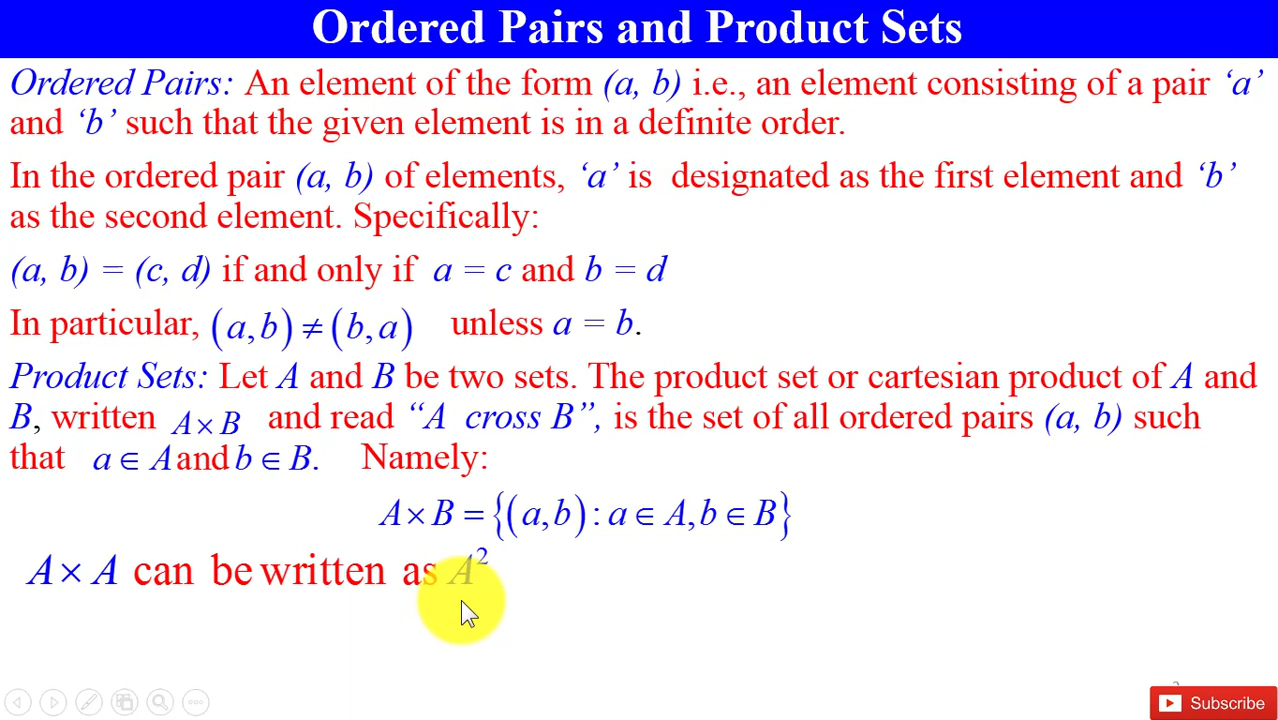 Ordered Pairs and Product Sets
Ordered Pairs: An element of the form (a, b) i.e., an element consisting of a pair ‘a’
and ‘b’ such that the given element is in a definite order.
In the ordered pair (a, b) of elements, ‘a’ is designated as the first element and ‘b’
as the second element. Specifically:
(a, b) = (c, d) if and only if a = c and b = d
In particular, (a,b) ≠ (b,a) unless a = b.
Product Sets: Let A and B be two sets. The product set or cartesian product of A and
B, written A×B and read “A cross B”, is the set of all ordered pairs (a, b) such
that a ∈ A and b ∈ B. Namely:
A×B = {(a,b) : a ∈ A, b ∈ B}
A× A can be written as A²
Subscribe